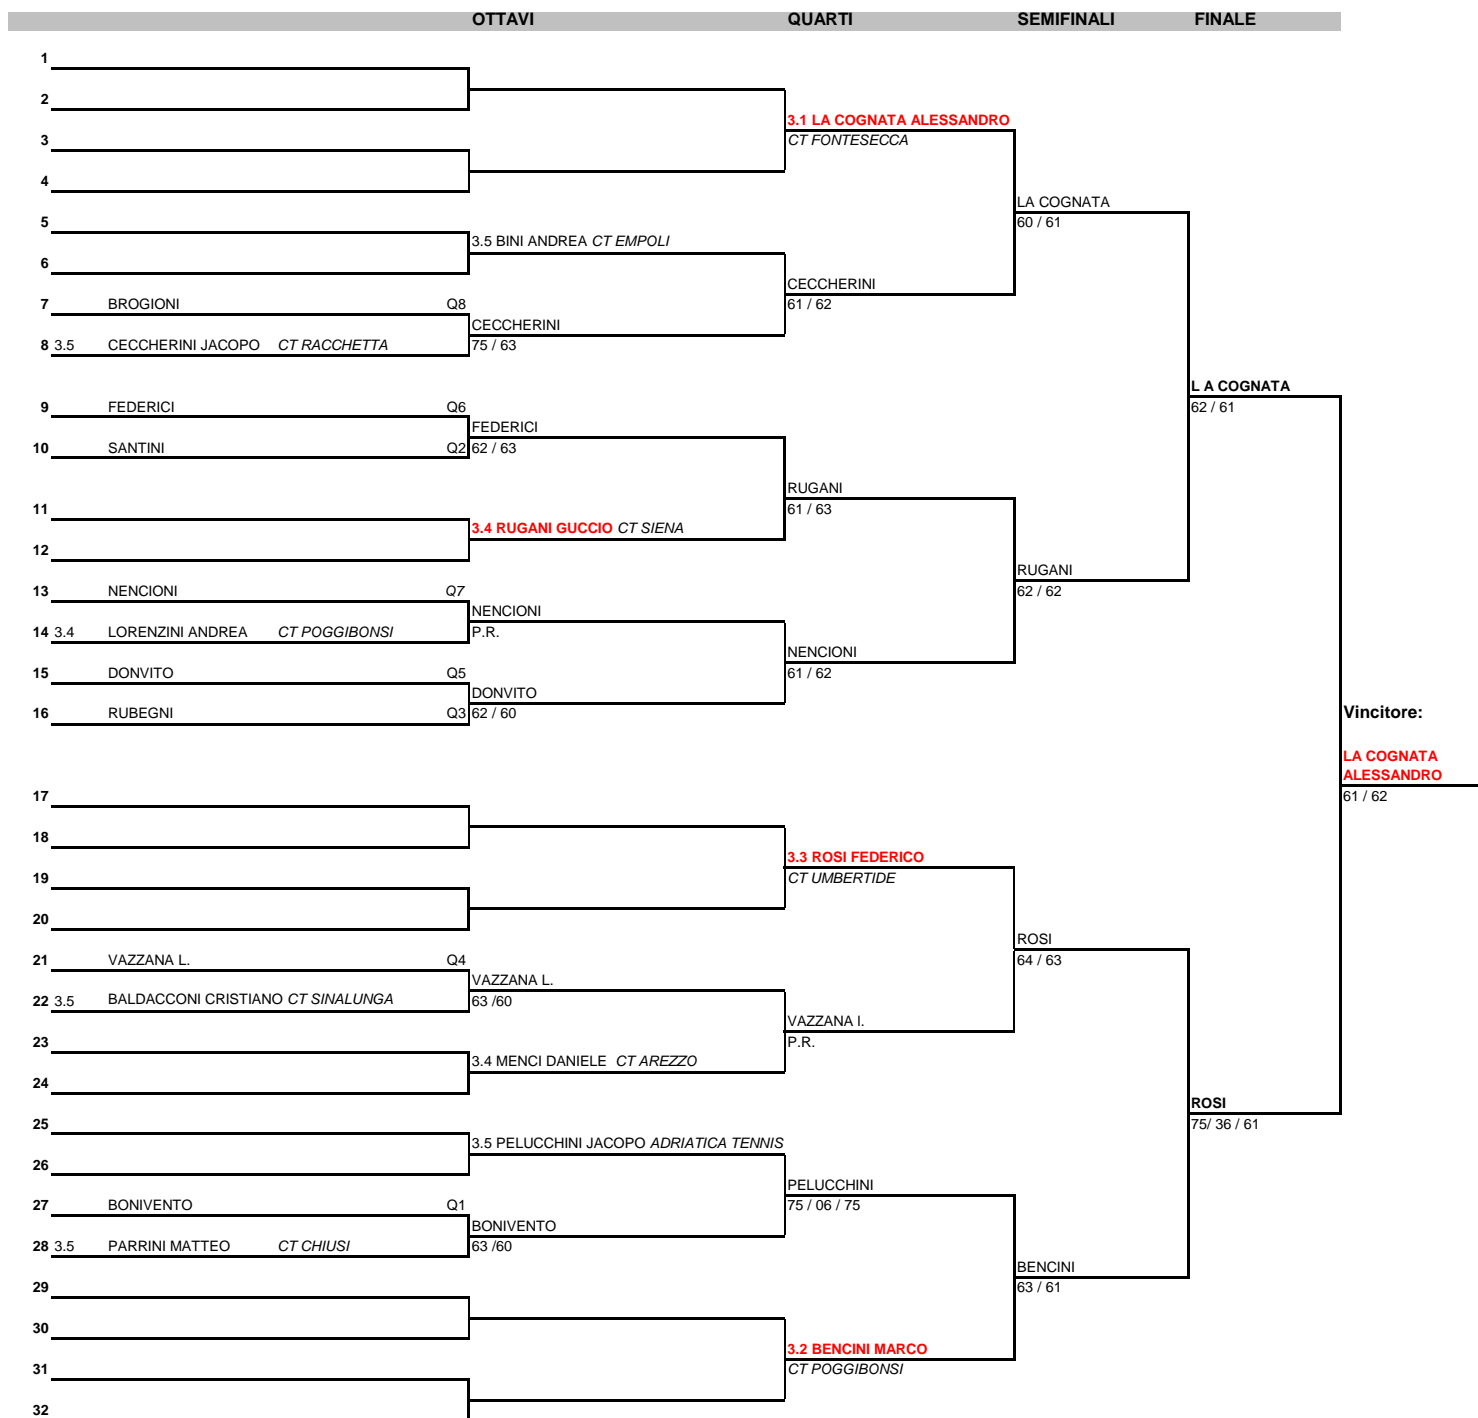 OTTAVI QUARTI SEMIFINALI FINALE
1
2
3.1 LA COGNATA ALESSANDRO
3 CT FONTESECCA
4
LA COGNATA
5 60 / 61
3.5 BINI ANDREA CT EMPOLI
6
CECCHERINI
7 BROGIONI Q8 61 / 62
CECCHERINI
8 3.5 CECCHERINI JACOPO CT RACCHETTA 75 / 63
L A COGNATA
9 FEDERICI Q6 62 / 61
FEDERICI
10 SANTINI Q2 62 / 63
RUGANI
11 61 / 63
3.4 RUGANI GUCCIO CT SIENA
12
RUGANI
13 NENCIONI Q7 62 / 62
NENCIONI
14 3.4 LORENZINI ANDREA CT POGGIBONSI P.R.
NENCIONI
15 DONVITO Q5 61 / 62
DONVITO
16 RUBEGNI Q3 62 / 60 Vincitore:
LA COGNATA
ALESSANDRO
17 61 / 62
18
3.3 ROSI FEDERICO
19 CT UMBERTIDE
20
ROSI
21 VAZZANA L. Q4 64 / 63
VAZZANA L.
22 3.5 BALDACCONI CRISTIANO CT SINALUNGA 63 /60
VAZZANA I.
23 P.R.
3.4 MENCI DANIELE CT AREZZO
24
ROSI
25 75/ 36 / 61
3.5 PELUCCHINI JACOPO ADRIATICA TENNIS
26
PELUCCHINI
27 BONIVENTO Q1 75 / 06 / 75
BONIVENTO
28 3.5 PARRINI MATTEO CT CHIUSI 63 /60
BENCINI
29 63 / 61
30
3.2 BENCINI MARCO
31 CT POGGIBONSI
32